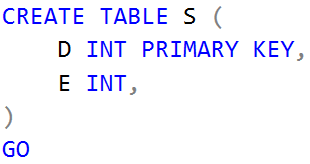 CREATE TABLE S (
    D INT PRIMARY KEY,
    E INT,
)
GO